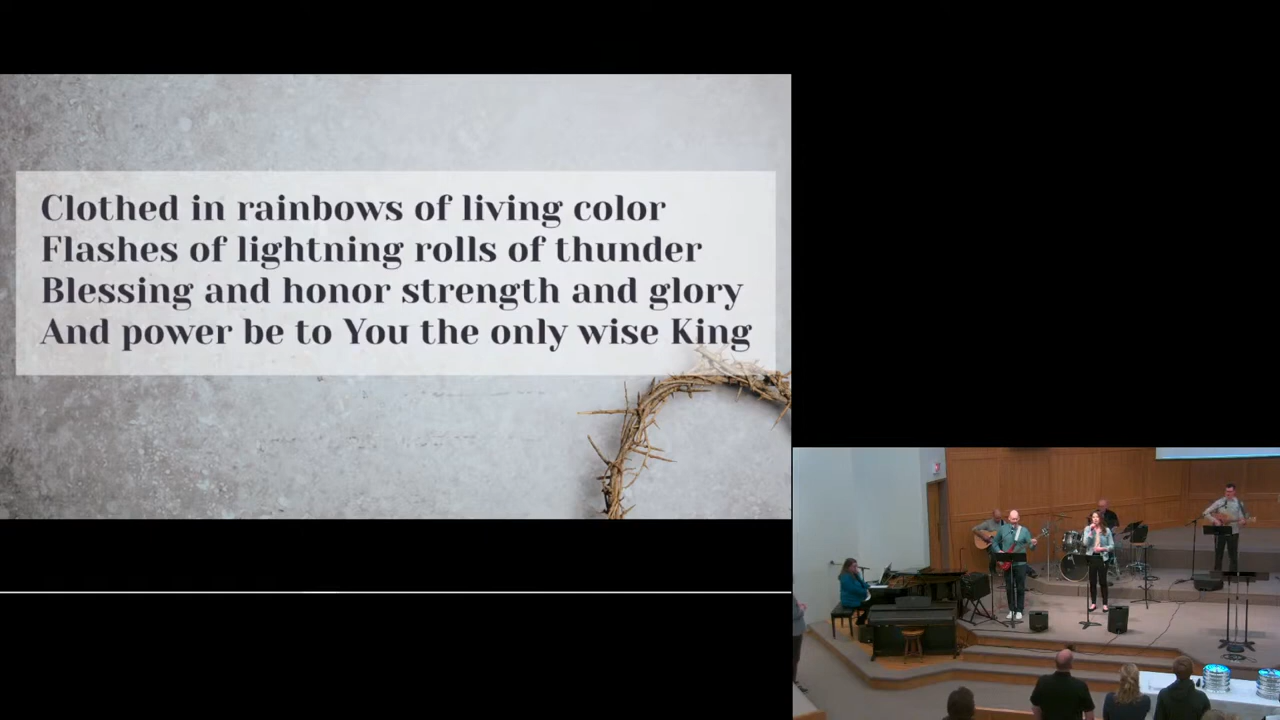 Clothed in rainbows of living color
Flashes of lightning rolls of thunder
Blessing and honor strength and glory
And power be to You the only wise King